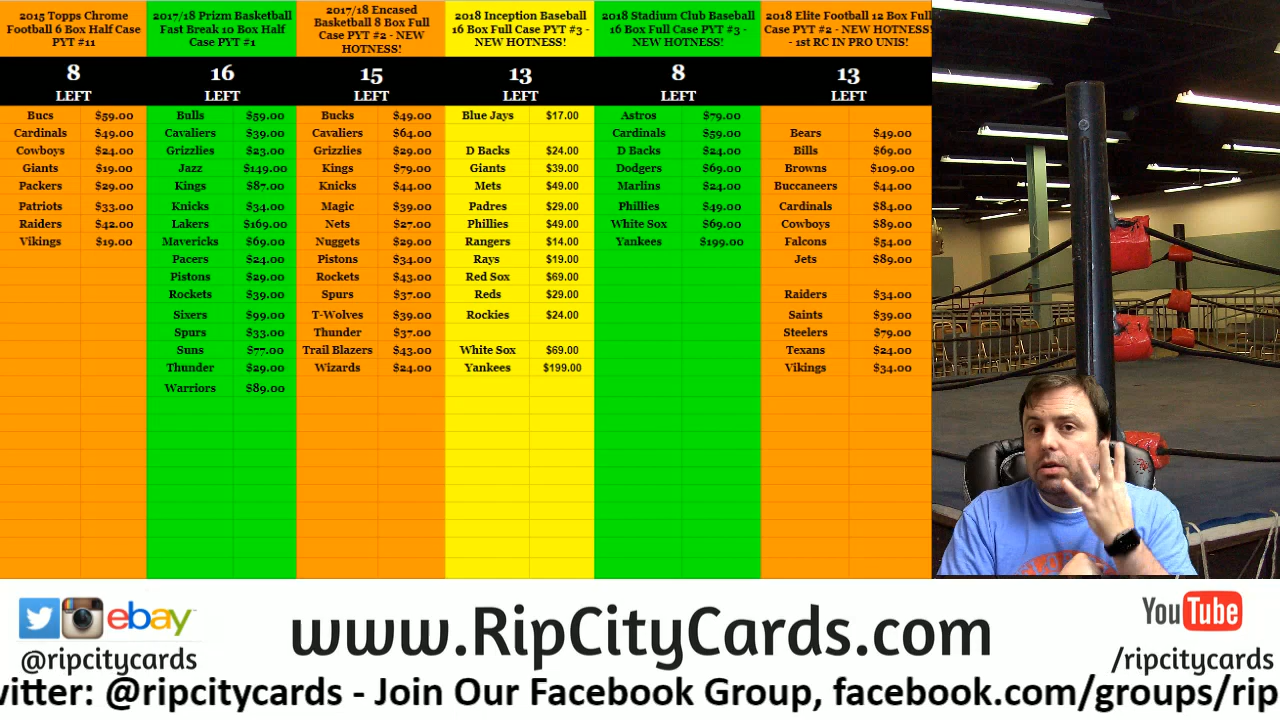 2015 Topps Chrome
Football 6 Box Half Case
PYT #11
8
LEFT
Bucs $59.00
Cardinals $49.00
Cowboys $24.00
Giants $19.00
Packers $29.00
Patriots $33.00
Raiders $42.00
Vikings $19.00
2017/18 Prizm Basketball
Fast Break 10 Box Half
Case PYT #1
16
LEFT
Bulls $59.00
Cavaliers $39.00
Grizzlies $23.00
Jazz $149.00
Kings $87.00
Knicks $34.00
Lakers $169.00
Mavericks $69.00
Pacers $24.00
Pistons $29.00
Rockets $39.00
Sixers $99.00
Spurs $33.00
Suns $77.00
Thunder $29.00
Warriors $89.00
2017/18 Encased
Basketball 8 Box Full
Case PYT #2 - NEW
HOTNESS!
15
LEFT
Bucks $49.00
Cavaliers $64.00
Grizzlies $29.00
Kings $79.00
Knicks $44.00
Magic $39.00
Nets $27.00
Nuggets $29.00
Pistons $34.00
Rockets $43.00
Spurs $37.00
T-Wolves $39.00
Thunder $37.00
Trail Blazers $43.00
Wizards $24.00
2018 Inception Baseball
16 Box Full Case PYT #3 -
NEW HOTNESS!
13
LEFT
Blue Jays $17.00
D Backs $24.00
Giants $39.00
Mets $49.00
Padres $29.00
Phillies $49.00
Rangers $14.00
Rays $19.00
Red Sox $69.00
Reds $29.00
Rockies $24.00
White Sox $69.00
Yankees $199.00
2018 Stadium Club Baseball
16 Box Full Case PYT #3 -
NEW HOTNESS!
8
LEFT
Astros $79.00
Cardinals $59.00
D Backs $24.00
Dodgers $69.00
Marlins $24.00
Phillies $49.00
White Sox $69.00
Yankees $199.00
2018 Elite Football 12 Box Full
Case PYT #2 - NEW HOTNESS!
- 1st RC IN PRO UNIS!
13
LEFT
Bears $49.00
Bills $69.00
Browns $109.00
Buccaneers $44.00
Cardinals $84.00
Cowboys $89.00
Falcons $54.00
Jets $89.00
Raiders $34.00
Saints $39.00
Steelers $79.00
Texans $24.00
Vikings $34.00
ebay
@ripcitycards
www.RipCityCards.com
YouTube
/ripcitycards
witter: @ripcitycards - Join Our Facebook Group, facebook.com/groups/rip